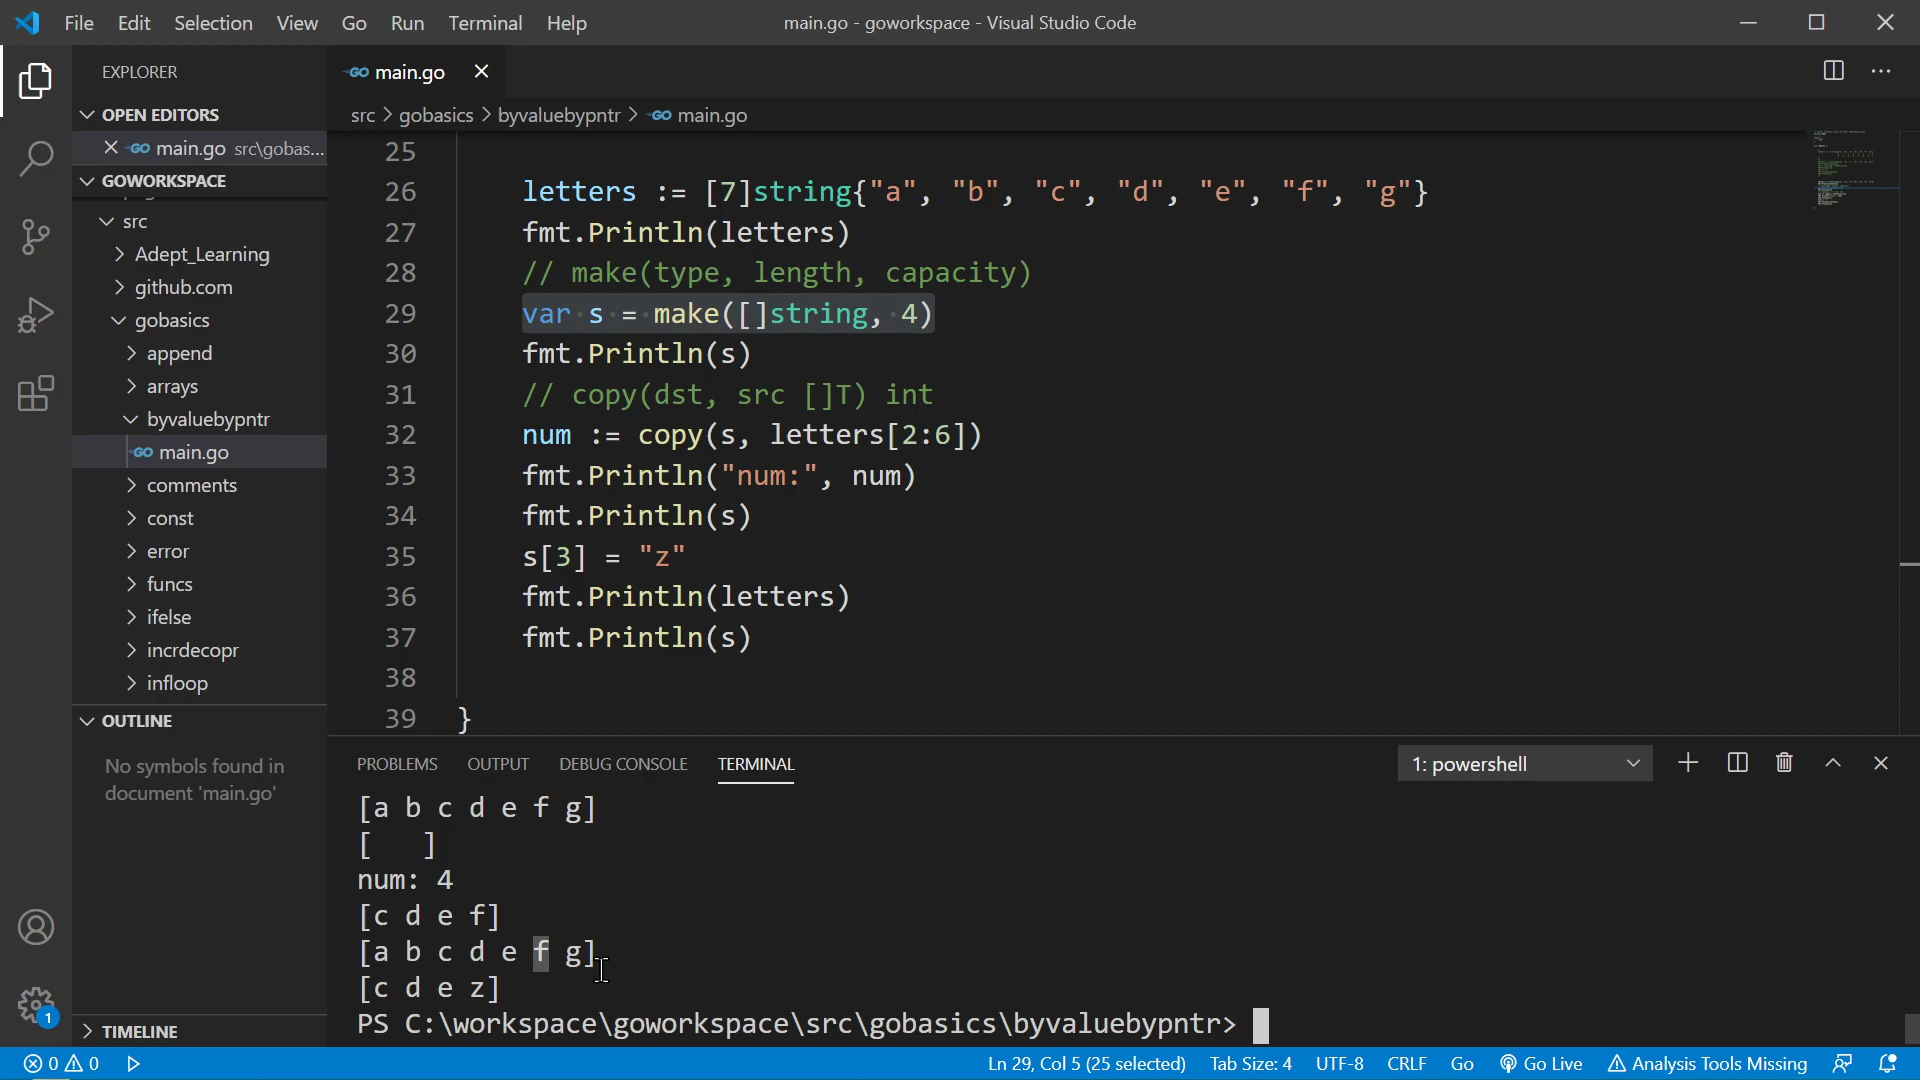 File Edit Selection View Go Run Terminal Help
main.go - goworkspace - Visual Studio Code
EXPLORER
OPEN EDITORS
main.go src\gobas...
GOWORKSPACE
src
Adept_Learning
github.com
gobasics
append
arrays
byvaluebypntr
main.go
comments
const
error
funcs
ifelse
incrdecopr
infloop
OUTLINE
No symbols found in
document 'main.go'
TIMELINE
main.go
src > gobasics > byvaluebypntr > main.go
25
26 letters := [7]string{"a", "b", "c", "d", "e", "f", "g"}
27 fmt.Println(letters)
28 // make(type, length, capacity)
29 var s = make([]string, 4)
30 fmt.Println(s)
31 // copy(dst, src []T) int
32 num := copy(s, letters[2:6])
33 fmt.Println("num:", num)
34 fmt.Println(s)
35 s[3] = "z"
36 fmt.Println(letters)
37 fmt.Println(s)
38
39 }
PROBLEMS OUTPUT DEBUG CONSOLE TERMINAL
1: powershell
[a b c d e f g]
[   ]
num: 4
[c d e f]
[a b c d e f g]
[c d e z]
PS C:\workspace\goworkspace\src\gobasics\byvaluebypntr>
1
0 0
Ln 29, Col 5 (25 selected) Tab Size: 4 UTF-8 CRLF Go Go Live Analysis Tools Missing